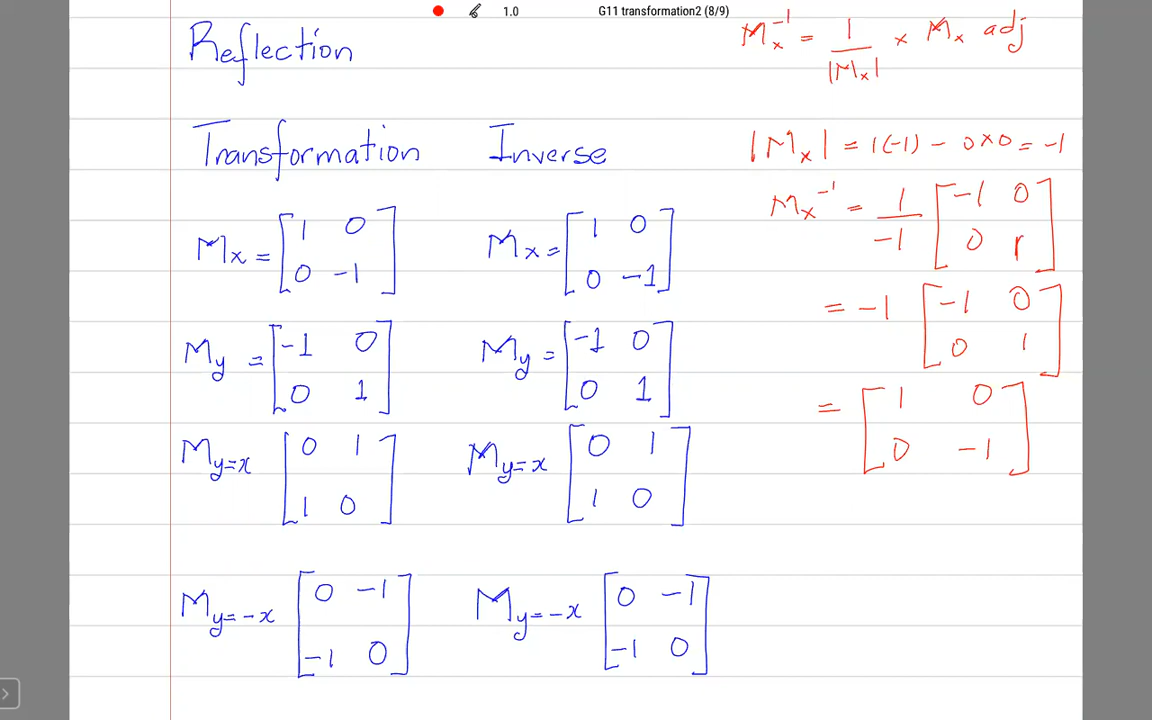 1.0 G11 transformation2 (8/9)
Reflection
Transformation Inverse
Mx = [1 0
0 -1]
Mx = [1 0
0 -1]
My = [-1 0
0 1]
My = [-1 0
0 1]
My=x [0 1
1 0]
My=x [0 1
1 0]
My=-x [0 -1
-1 0]
My=-x [0 -1
-1 0]
Mx⁻¹ = 1/|Mx| × Mx adj
|Mx| = 1(-1) - 0×0 = -1
Mx⁻¹ = 1/-1 [-1 0
0 1]
= -1 [-1 0
0 1]
= [1 0
0 -1]